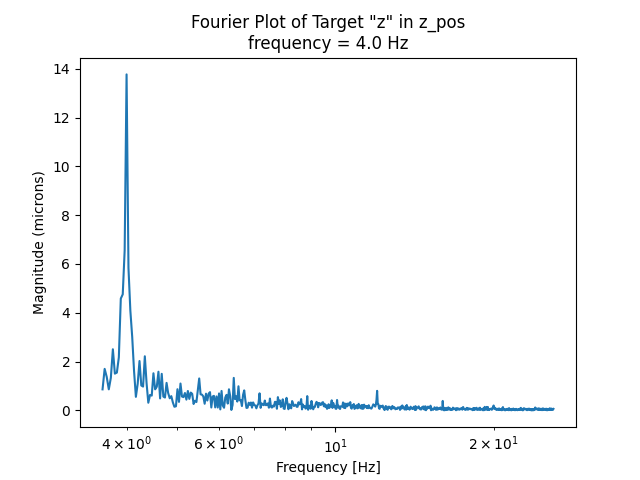 Fourier Plot of Target "z" in z_pos
frequency = 4.0 Hz
14
12
10
8
6
4
2
0
Magnitude (microns)
4 × 10⁰
6 × 10⁰
10¹
2 × 10¹
Frequency [Hz]